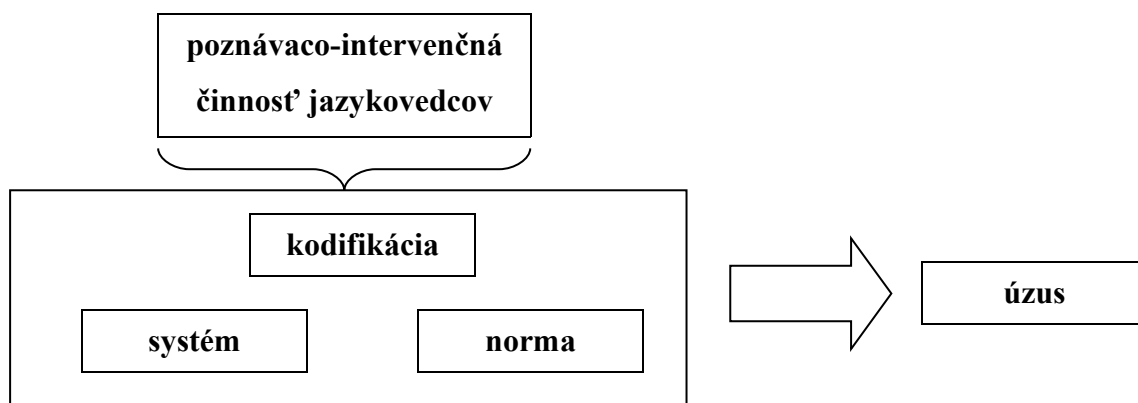 poznávaco-intervenčná
činnosť jazykovedcov
kodifikácia
systém
norma
úzus